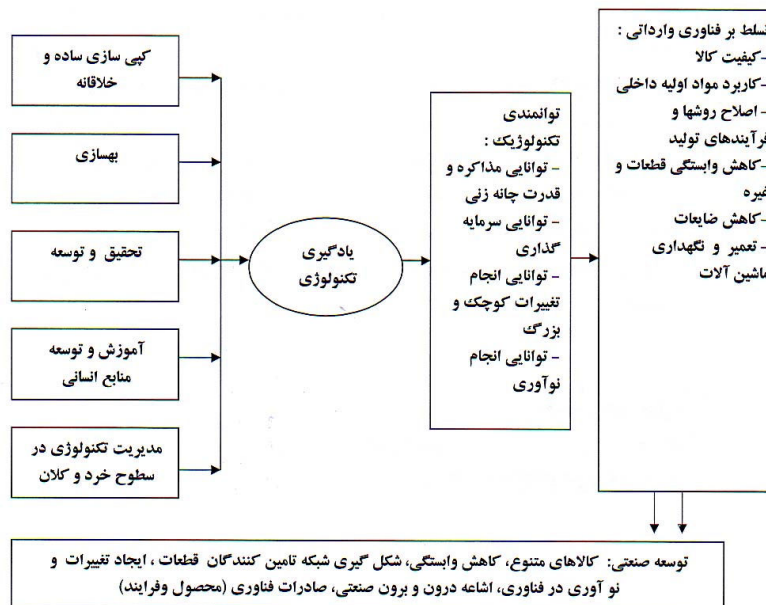 کپی سازی ساده و
خلاقانه
بهسازی
تحقیق و توسعه
آموزش و توسعه
منابع انسانی
مدیریت تکنولوژی در
سطوح خرد و کلان
یادگیری
تکنولوژی
توانمندی
تکنولوژیک :
- توانایی مذاکره و
قدرت چانه زنی
- توانایی سرمایه
گذاری
- توانایی انجام
تغییرات کوچک و
بزرگ
- توانایی انجام
نوآوری
تسلط بر فناوری وارداتی :
-کیفیت کالا
-کاربرد مواد اولیه داخلی
- اصلاح روشها و
فرآیندهای تولید
-کاهش وابستگی قطعات و
غیره
-کاهش ضایعات
- تعمیر و نگهداری
ماشین آلات
توسعه صنعتی: کالاهای متنوع، کاهش وابستگی، شکل گیری شبکه تامین کنندگان قطعات ، ایجاد تغییرات و
نو آوری در فناوری، اشاعه درون و برون صنعتی، صادرات فناوری (محصول وفرایند)